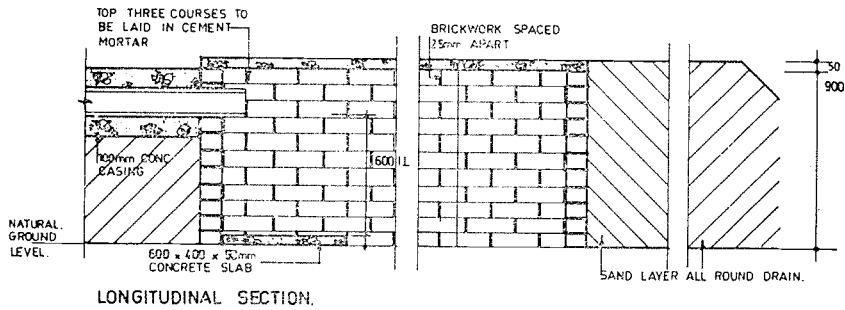 TOP THREE COURSES TO
BE LAID IN CEMENT
MORTAR
BRICKWORK SPACED
25mm APART
50
900
100mm CONC.
CASING
600 IL
NATURAL.
GROUND
LEVEL.
600 x 400 x 50mm
CONCRETE SLAB
SAND LAYER ALL ROUND DRAIN.
LONGITUDINAL SECTION.